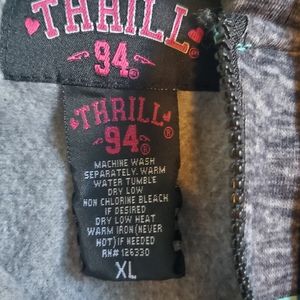 THRILL
94®
THRILL
94®
MACHINE WASH
SEPARATELY. WARM
WATER TUMBLE
DRY LOW
NON CHLORINE BLEACH
IF DESIRED
DRY LOW HEAT
WARM IRON(NEVER
HOT) IF NEEDED
RN# 126330
XL